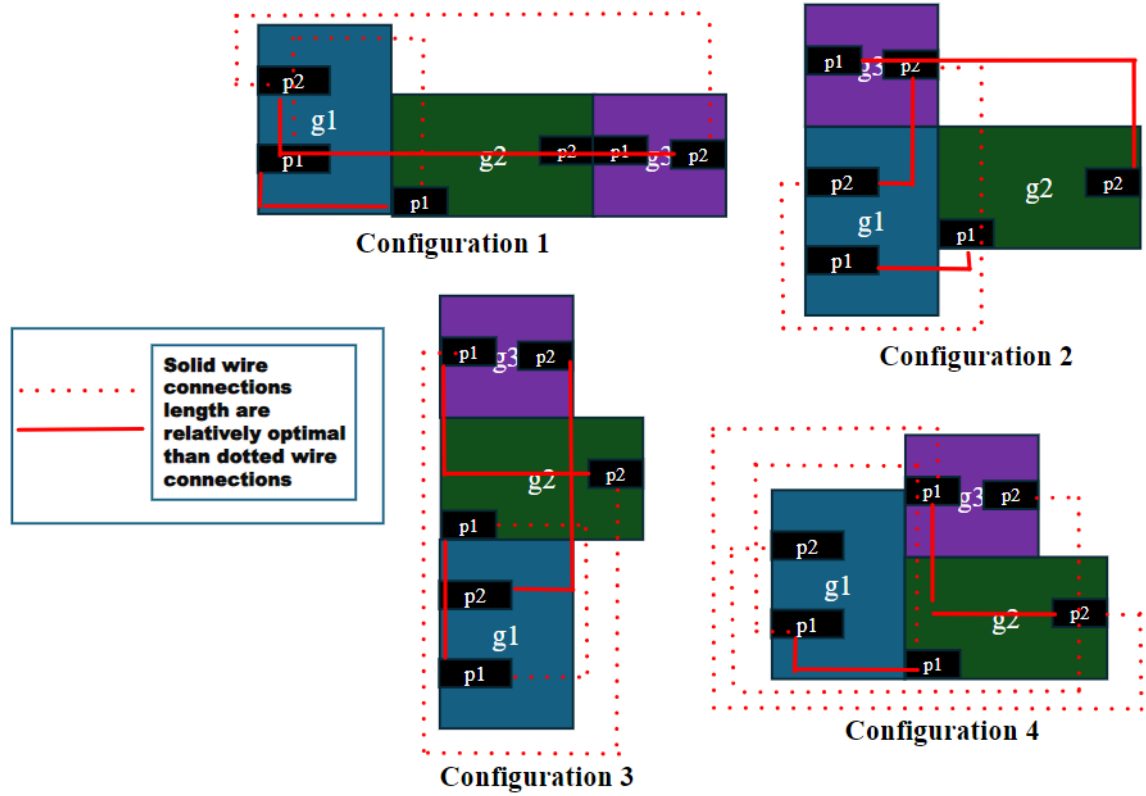 p2
g1
p1
g2
p2
p1
g3
p2
p1
Configuration 1
p1
g3
p2
p2
g2
p2
g1
p1
p1
Configuration 2
Solid wire
connections
length are
relatively optimal
than dotted wire
connections
p1
g3
p2
g2
p2
p1
p2
g1
p1
Configuration 3
p1
g3
p2
p2
g1
p1
g2
p2
p1
Configuration 4